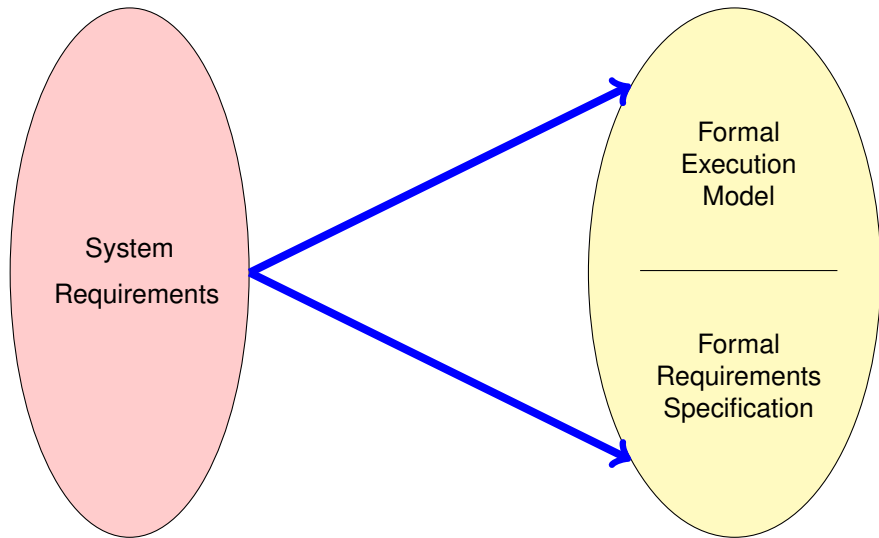 System
Requirements
Formal
Execution
Model
Formal
Requirements
Specification